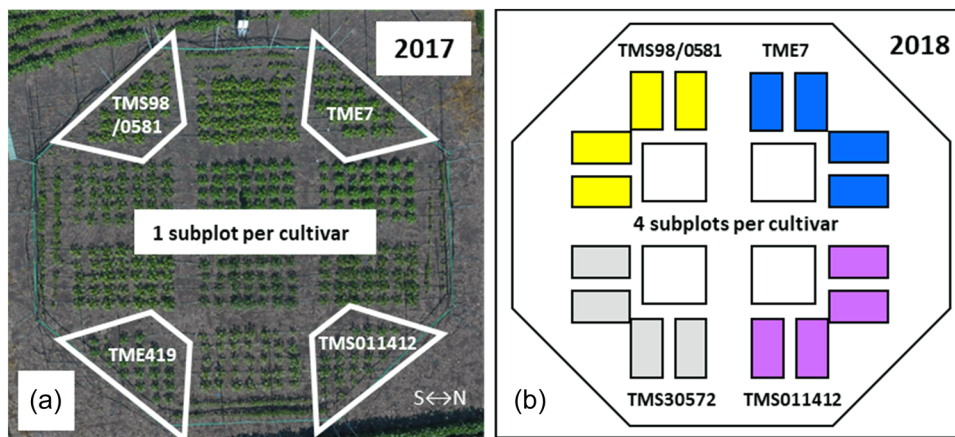 2017
TMS98
/0581
TME7
1 subplot per cultivar
TME419
TMS011412
S↔N
(a)
2018
TMS98/0581
TME7
4 subplots per cultivar
TMS30572
TMS011412
(b)